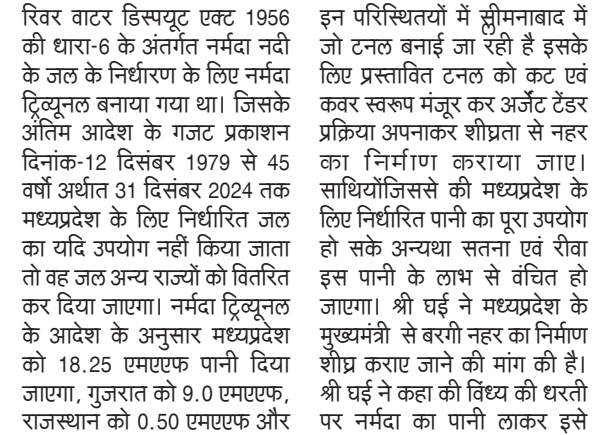 रिवर वाटर डिस्पयूट एक्ट 1956
की धारा-6 के अंतर्गत नर्मदा नदी
के जल के निर्धारण के लिए नर्मदा
ट्रिव्यूनल बनाया गया था। जिसके
अंतिम आदेश के गजट प्रकाशन
दिनांक-12 दिसंबर 1979 से 45
वर्षो अर्थात 31 दिसंबर 2024 तक
मध्यप्रदेश के लिए निर्धारित जल
का यदि उपयोग नहीं किया जाता
तो वह जल अन्य राज्यों को वितरित
कर दिया जाएगा। नर्मदा ट्रिव्यूनल
के आदेश के अनुसार मध्यप्रदेश
को 18.25 एमएएफ पानी दिया
जाएगा, गुजरात को 9.0 एमएएफ,
राजस्थान को 0.50 एमएएफ और
इन परिस्थितयों में स्लीमनाबाद में
जो टनल बनाई जा रही है इसके
लिए प्रस्तावित टनल को कट एवं
कवर स्वरूप मंजूर कर अर्जेंट टेंडर
प्रक्रिया अपनाकर शीघ्रता से नहर
का निर्माण कराया जाए।
साथियोंजिससे की मध्यप्रदेश के
लिए निर्धारित पानी का पूरा उपयोग
हो सके अन्यथा सतना एवं रीवा
इस पानी के लाभ से वंचित हो
जाएगा। श्री घई ने मध्यप्रदेश के
मुख्यमंत्री से बरगी नहर का निर्माण
शीघ्र कराए जाने की मांग की है।
श्री घई ने कहा की विंध्य की धरती
पर नर्मदा का पानी लाकर इसे